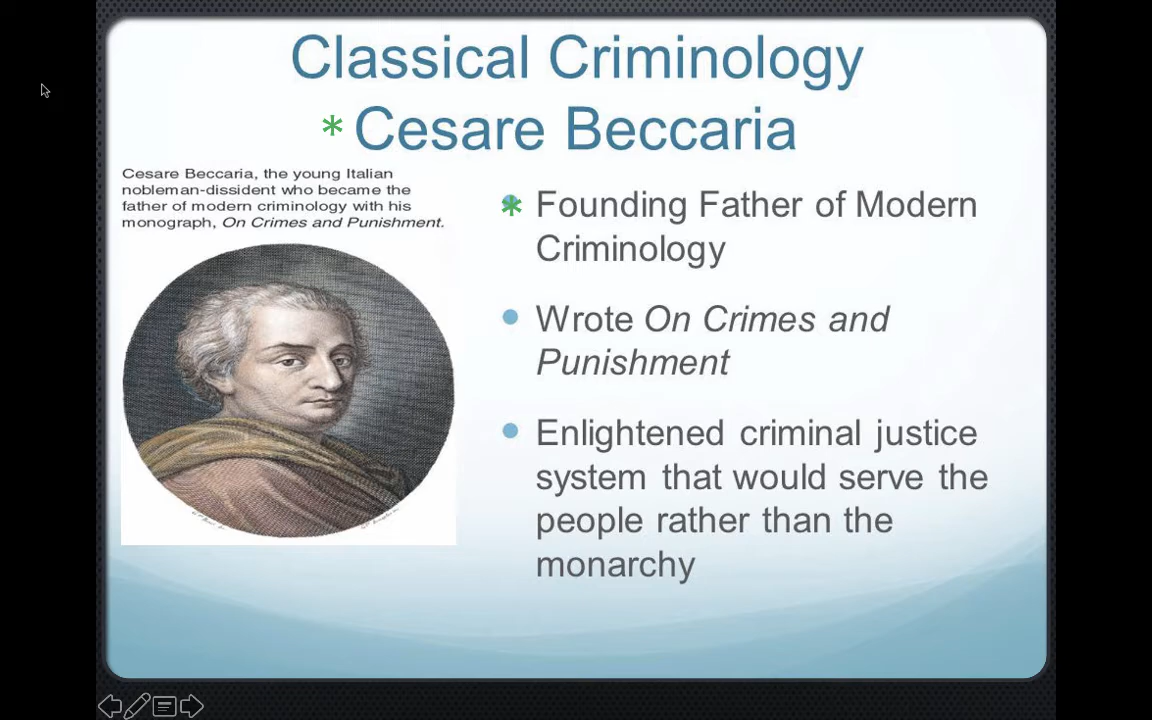 Classical Criminology
* Cesare Beccaria
Cesare Beccaria, the young Italian
nobleman-dissident who became the
father of modern criminology with his
monograph, On Crimes and Punishment.
* Founding Father of Modern
Criminology
• Wrote On Crimes and
Punishment
• Enlightened criminal justice
system that would serve the
people rather than the
monarchy